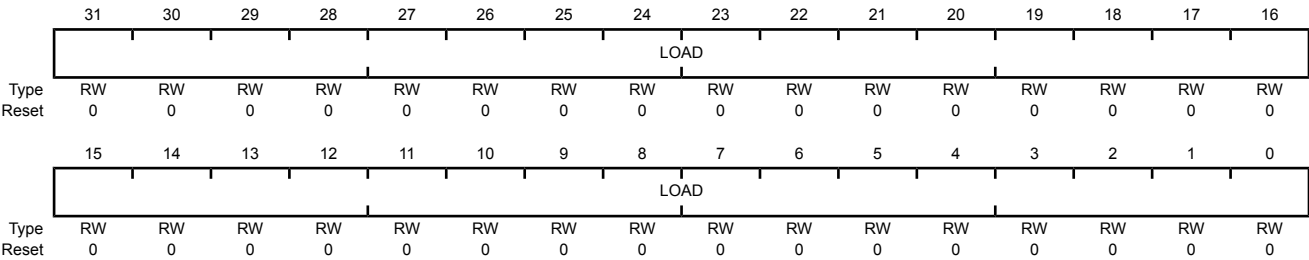 31 30 29 28 27 26 25 24 23 22 21 20 19 18 17 16
LOAD
Type RW RW RW RW RW RW RW RW RW RW RW RW RW RW RW RW
Reset 0 0 0 0 0 0 0 0 0 0 0 0 0 0 0 0
15 14 13 12 11 10 9 8 7 6 5 4 3 2 1 0
LOAD
Type RW RW RW RW RW RW RW RW RW RW RW RW RW RW RW RW
Reset 0 0 0 0 0 0 0 0 0 0 0 0 0 0 0 0